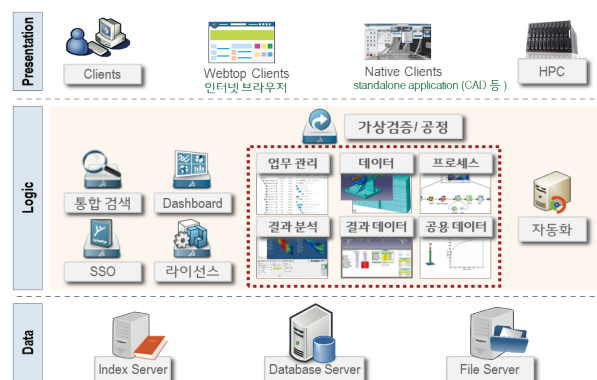 Presentation
Clients
Webtop Clients
인터넷 브라우저
Native Clients
standalone application (CAD 등 )
HPC
Logic
가상검증/ 공정
통합 검색
Dashboard
SSO
라이선스
업무 관리
데이터
프로세스
결과 분석
결과 데이터
공용 데이터
자동화
Data
Index Server
Database Server
File Server